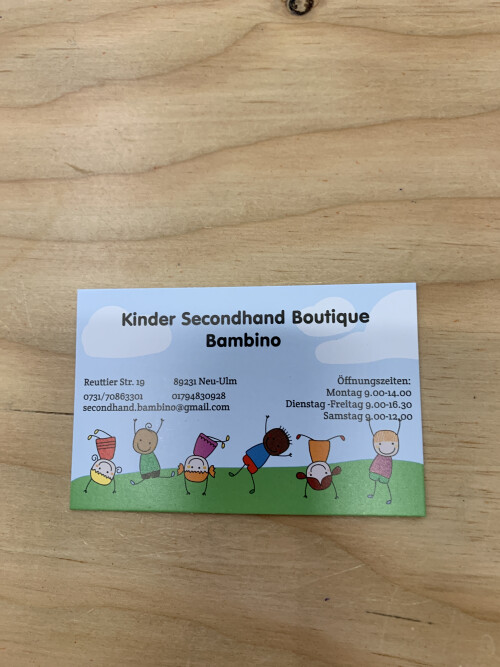 Kinder Secondhand Boutique
Bambino
Reuttier Str. 19 89231 Neu-Ulm
0731/70863301 01794830928
secondhand.bambino@gmail.com
Öffnungszeiten:
Montag 9.00-14.00
Dienstag -Freitag 9.00-16.30
Samstag 9.00-12.00